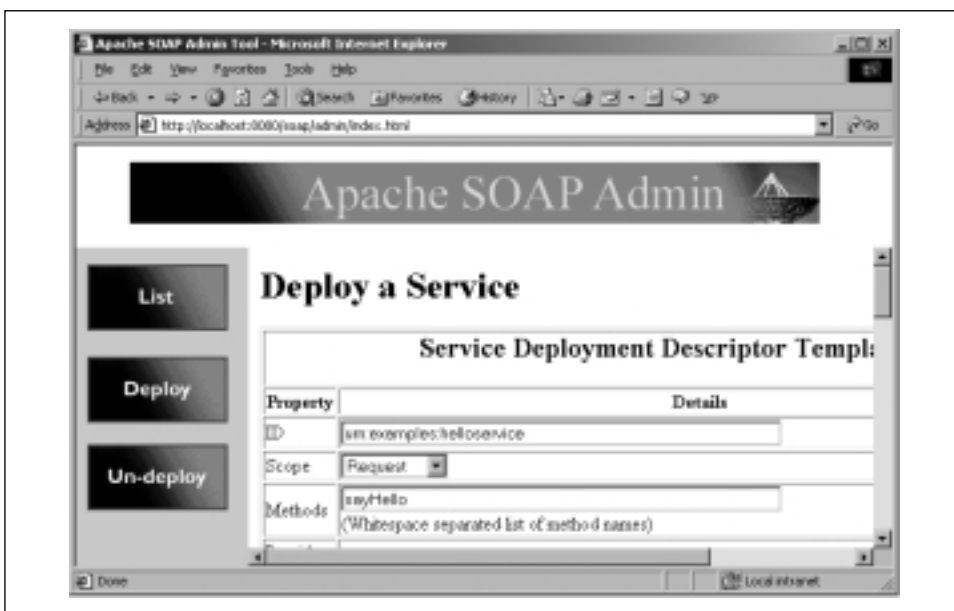 Apache SOAP Admin Tool - Microsoft Internet Explorer
File Edit View Favorites Tools Help
Back Search Favorites History
Address http://localhost:8080/soap/admin/index.html Go
Apache SOAP Admin
List
Deploy
Un-deploy
Deploy a Service
Service Deployment Descriptor Templa
Property Details
ID urn:examples:helloservice
Scope Request
Methods sayHello
(Whitespace separated list of method names)
Done Local intranet